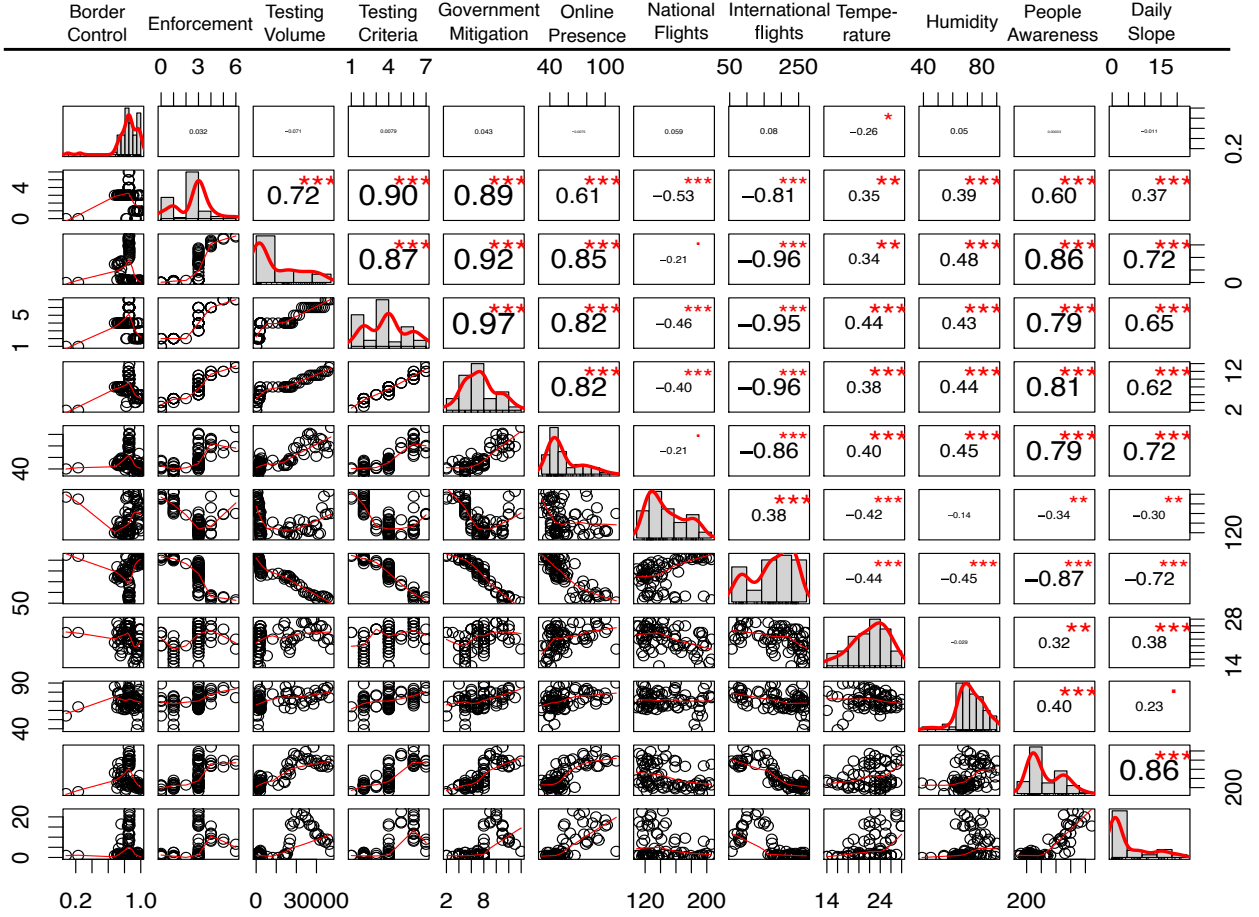 Border Control Enforcement Testing Volume Testing Criteria Government Mitigation Online Presence National Flights International flights Tempe-rature Humidity People Awareness Daily Slope
0 3 6 1 4 7 40 100 50 250 40 80 0 15
0.032 −0.071 0.0079 0.043 0.059 0.08 −0.26 * 0.05 −0.011 0.2
4 0 0.72 *** 0.90 *** 0.89 *** 0.61 *** −0.53 *** −0.81 *** 0.35 ** 0.39 *** 0.60 *** 0.37 ***
0.87 *** 0.92 *** 0.85 *** −0.21 . −0.96 *** 0.34 ** 0.48 *** 0.86 *** 0.72 *** 0
5 1 0.97 *** 0.82 *** −0.46 *** −0.95 *** 0.44 *** 0.43 *** 0.79 *** 0.65 ***
0.82 *** −0.40 *** −0.96 *** 0.38 *** 0.44 *** 0.81 *** 0.62 *** 12 2
40 −0.21 . −0.86 *** 0.40 *** 0.45 *** 0.79 *** 0.72 ***
0.38 *** −0.42 *** −0.14 −0.34 ** −0.30 ** 120
50 −0.44 *** −0.45 *** −0.87 *** −0.72 ***
−0.029 0.32 ** 0.38 *** 28 14
90 40 0.40 *** 0.23 .
0.86 *** 200
20 0
0.2 1.0 0 30000 2 8 120 200 14 24 200